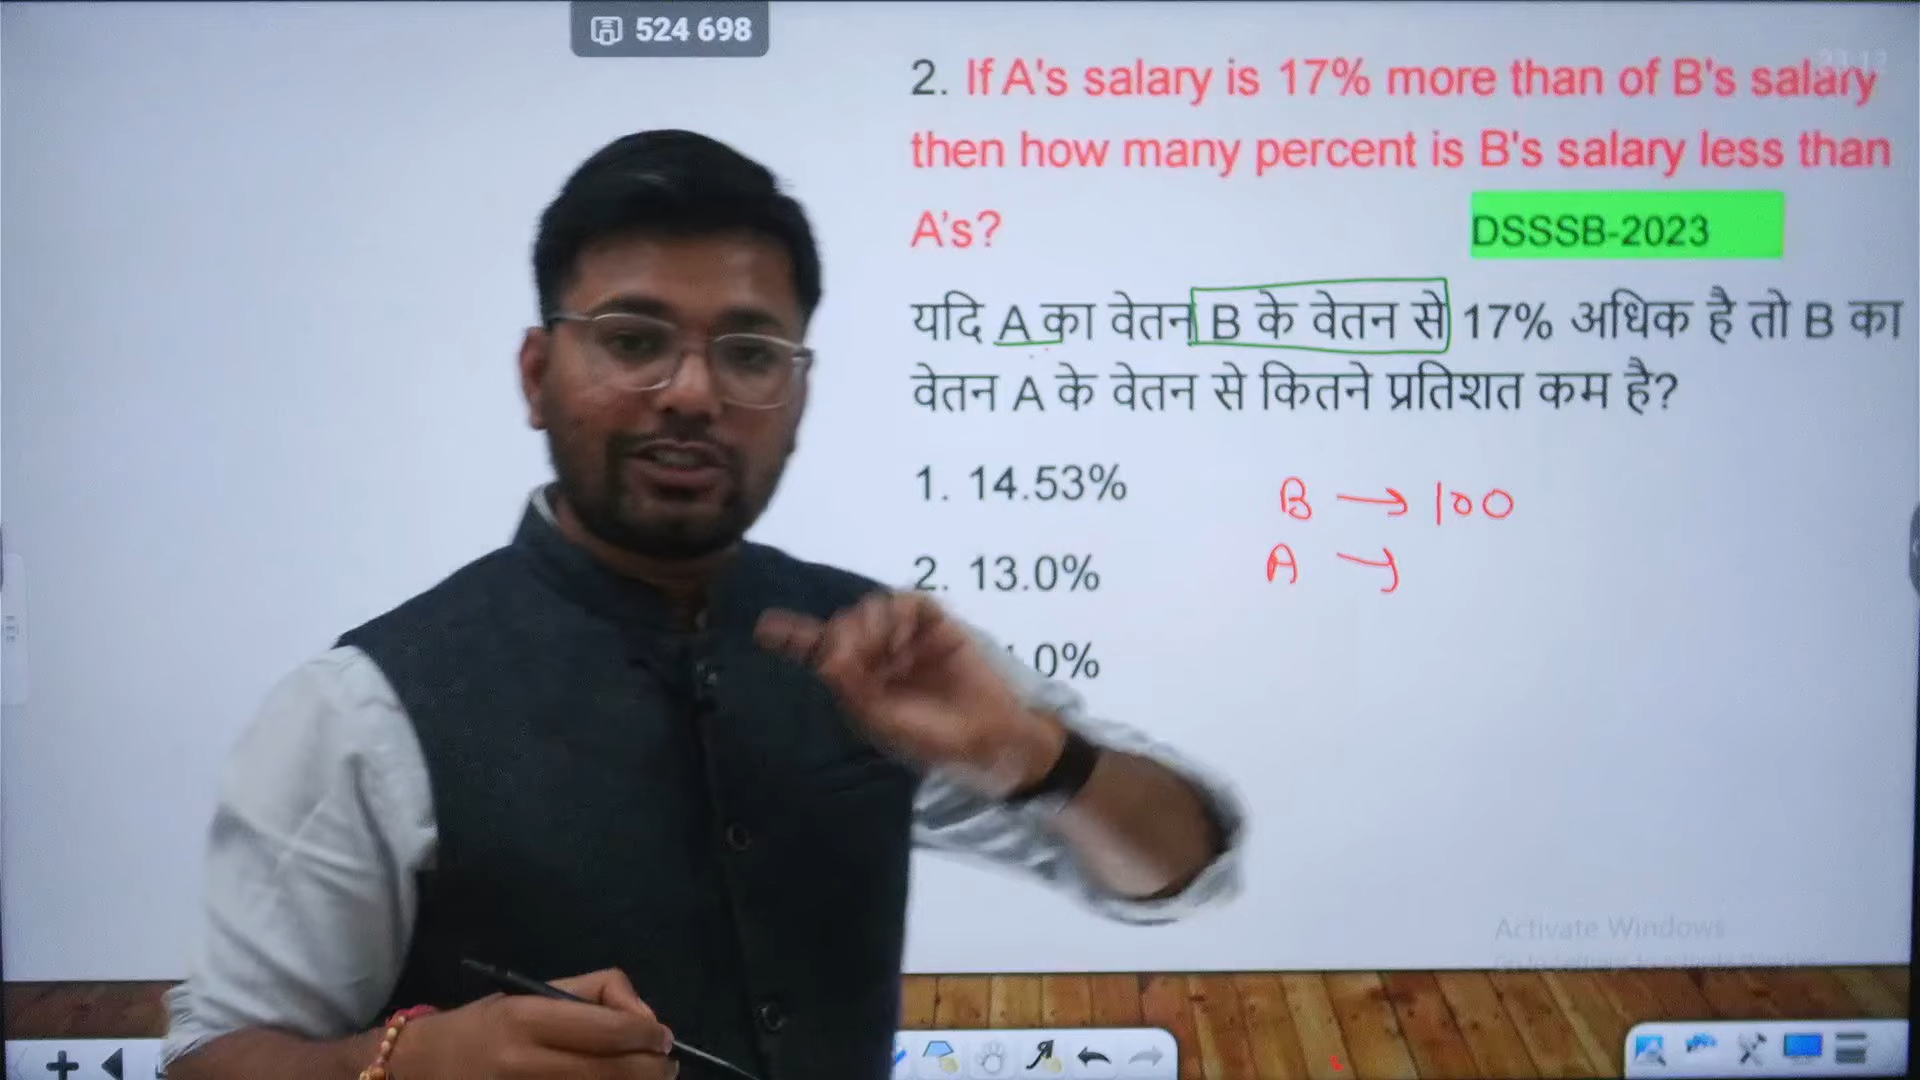 524 698
2. If A's salary is 17% more than of B's salary
then how many percent is B's salary less than
A's?
DSSSB-2023
यदि A का वेतन B के वेतन से 17% अधिक है तो B का
वेतन A के वेतन से कितने प्रतिशत कम है?
1. 14.53%
B → 100
2. 13.0%
A →
.0%
Activate Windows